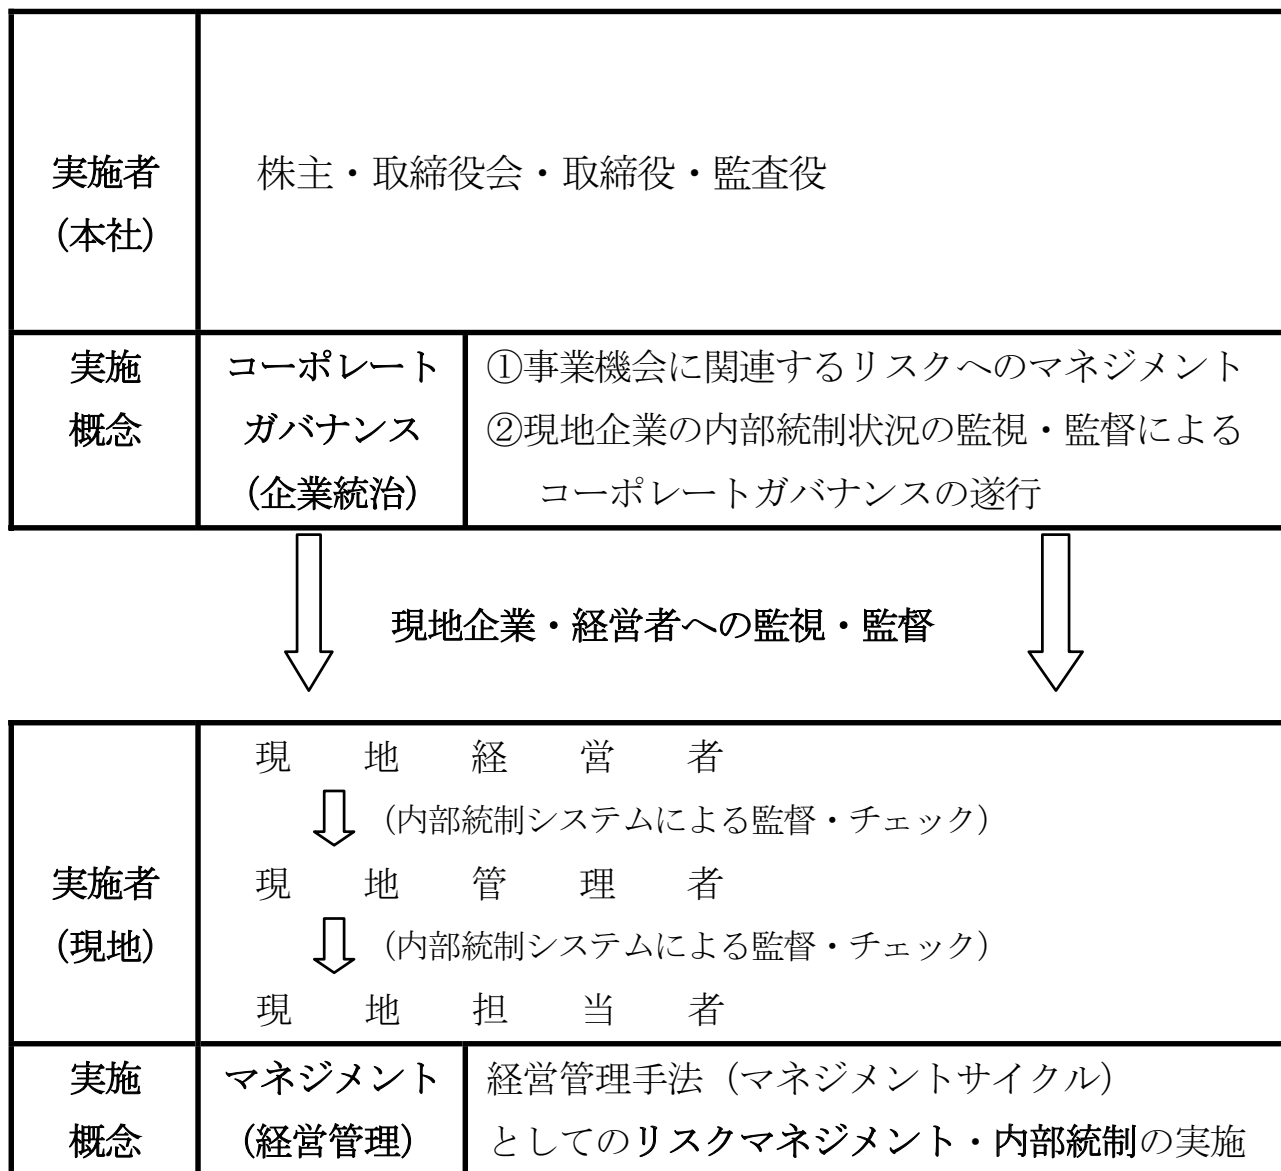 実施者
（本社）
株主・取締役会・取締役・監査役
実施
概念
コーポレート
ガバナンス
（企業統治）
①事業機会に関連するリスクへのマネジメント
②現地企業の内部統制状況の監視・監督による
コーポレートガバナンスの遂行
現地企業・経営者への監視・監督
実施者
（現地）
現　地　経　営　者
（内部統制システムによる監督・チェック）
現　地　管　理　者
（内部統制システムによる監督・チェック）
現　地　担　当　者
実施
概念
マネジメント
（経営管理）
経営管理手法（マネジメントサイクル）
としてのリスクマネジメント・内部統制の実施